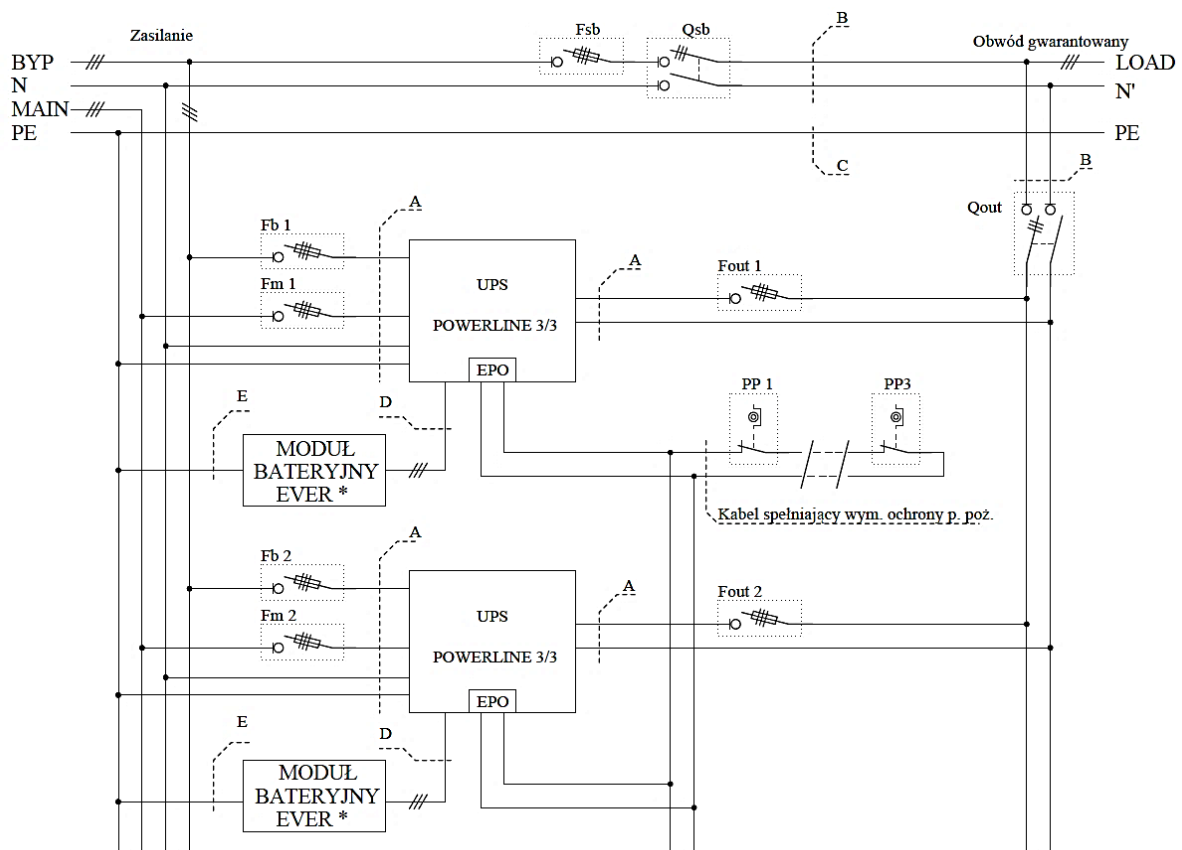 Zasilanie
Fsb
Qsb
B
Obwód gwarantowany
BYP
LOAD
N
N'
MAIN
PE
PE
C
B
Qout
A
Fb 1
Fm 1
UPS
POWERLINE 3/3
EPO
A
Fout 1
E
D
MODUŁ
BATERYJNY
EVER *
PP 1
PP3
Kabel spełniający wym. ochrony p. poż.
A
Fb 2
Fm 2
UPS
POWERLINE 3/3
EPO
A
Fout 2
E
D
MODUŁ
BATERYJNY
EVER *